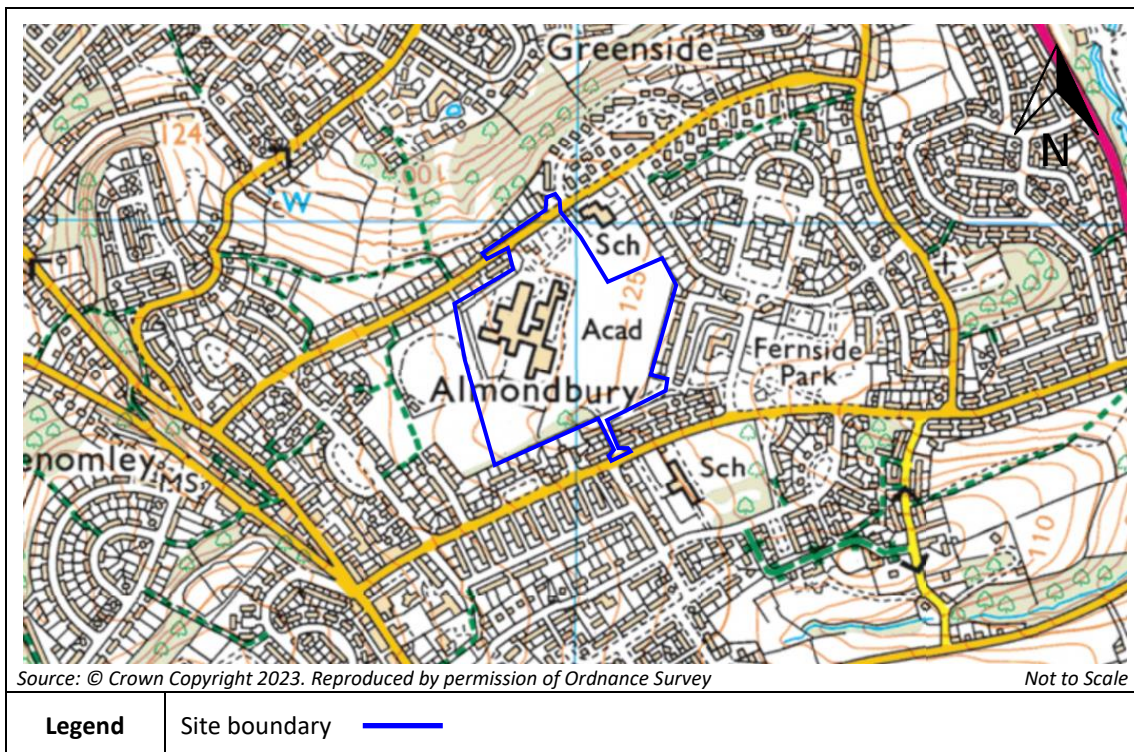 Greenside
124
100
N
W
Sch
125
Acad
Fernside
Park
Almondbury
enomley
MS
Sch
110
Source: © Crown Copyright 2023. Reproduced by permission of Ordnance Survey
Not to Scale
Legend
Site boundary